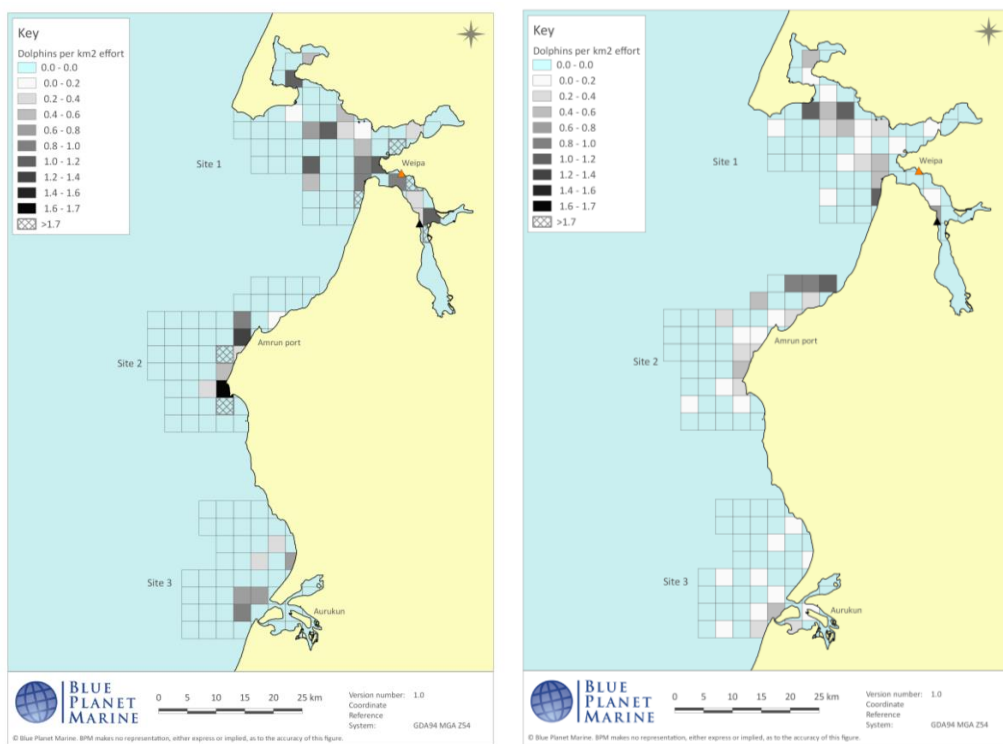 Key
Dolphins per km2 effort
0.0 - 0.0
0.0 - 0.2
0.2 - 0.4
0.4 - 0.6
0.6 - 0.8
0.8 - 1.0
1.0 - 1.2
1.2 - 1.4
1.4 - 1.6
1.6 - 1.7
>1.7
Site 1
Weipa
Amrun port
Site 2
Site 3
Aurukun
BLUE
PLANET
MARINE
0 5 10 15 20 25 km
Version number: 1.0
Coordinate
Reference
System: GDA94 MGA Z54
© Blue Planet Marine. BPM makes no representation, either express or implied, as to the accuracy of this figure.
Key
Dolphins per km2 effort
0.0 - 0.0
0.0 - 0.2
0.2 - 0.4
0.4 - 0.6
0.6 - 0.8
0.8 - 1.0
1.0 - 1.2
1.2 - 1.4
1.4 - 1.6
1.6 - 1.7
>1.7
Site 1
Weipa
Amrun port
Site 2
Site 3
Aurukun
BLUE
PLANET
MARINE
0 5 10 15 20 25 km
Version number: 1.0
Coordinate
Reference
System: GDA94 MGA Z54
© Blue Planet Marine. BPM makes no representation, either express or implied, as to the accuracy of this figure.